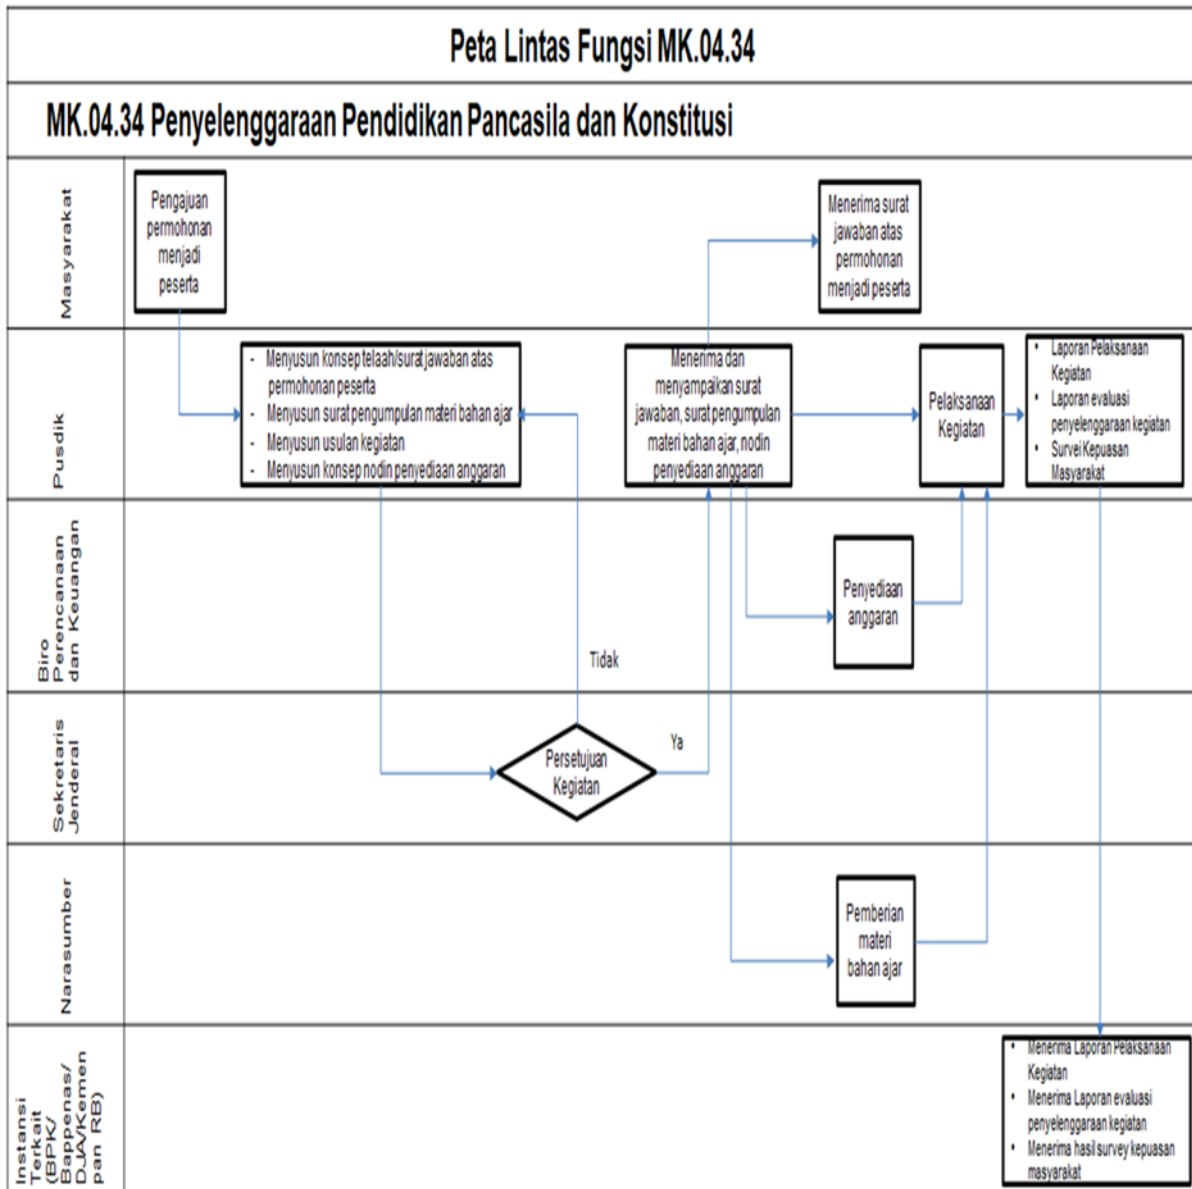 Peta Lintas Fungsi MK.04.34
MK.04.34 Penyelenggaraan Pendidikan Pancasila dan Konstitusi
Masyarakat
Pengajuan
permohonan
menjadi
peserta
Menerima surat
jawaban atas
permohonan
menjadi peserta
Pusdik
- Menyusun konsep telaah/surat jawaban atas
permohonan peserta
- Menyusun surat pengumpulan materi bahan ajar
- Menyusun usulan kegiatan
- Menyusun konsep nodin penyediaan anggaran
Menerima dan
menyampaikan surat
jawaban, surat pengumpulan
materi bahan ajar, nodin
penyediaan anggaran
Pelaksanaan
Kegiatan
• Laporan Pelaksanaan
Kegiatan
• Laporan evaluasi
penyelenggaraan kegiatan
• Survei Kepuasan
Masyarakat
Biro
Perencanaan
dan Keuangan
Penyediaan
anggaran
Tidak
Sekretaris
Jenderal
Persetujuan
Kegiatan
Ya
Narasumber
Pemberian
materi
bahan ajar
Instansi
Terkait
(BPK/
Bappenas/
DJA/Kemen
pan RB)
• Menerima Laporan Pelaksanaan
Kegiatan
• Menerima Laporan evaluasi
penyelenggaraan kegiatan
• Menerima hasil survey kepuasan
masyarakat